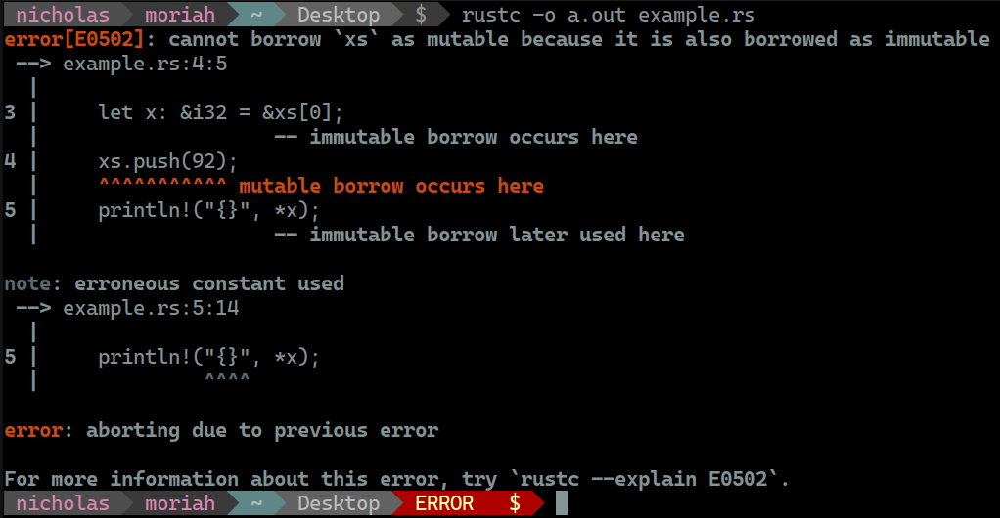 nicholas moriah ~ Desktop $ rustc -o a.out example.rs
error[E0502]: cannot borrow `xs` as mutable because it is also borrowed as immutable
 --> example.rs:4:5
  |
3 |     let x: &i32 = &xs[0];
  |                    -- immutable borrow occurs here
4 |     xs.push(92);
  |     ^^^^^^^^^^^ mutable borrow occurs here
5 |     println!("{}", *x);
  |                    -- immutable borrow later used here

note: erroneous constant used
 --> example.rs:5:14
  |
5 |     println!("{}", *x);
  |              ^^^^

error: aborting due to previous error

For more information about this error, try `rustc --explain E0502`.
nicholas moriah ~ Desktop ERROR $